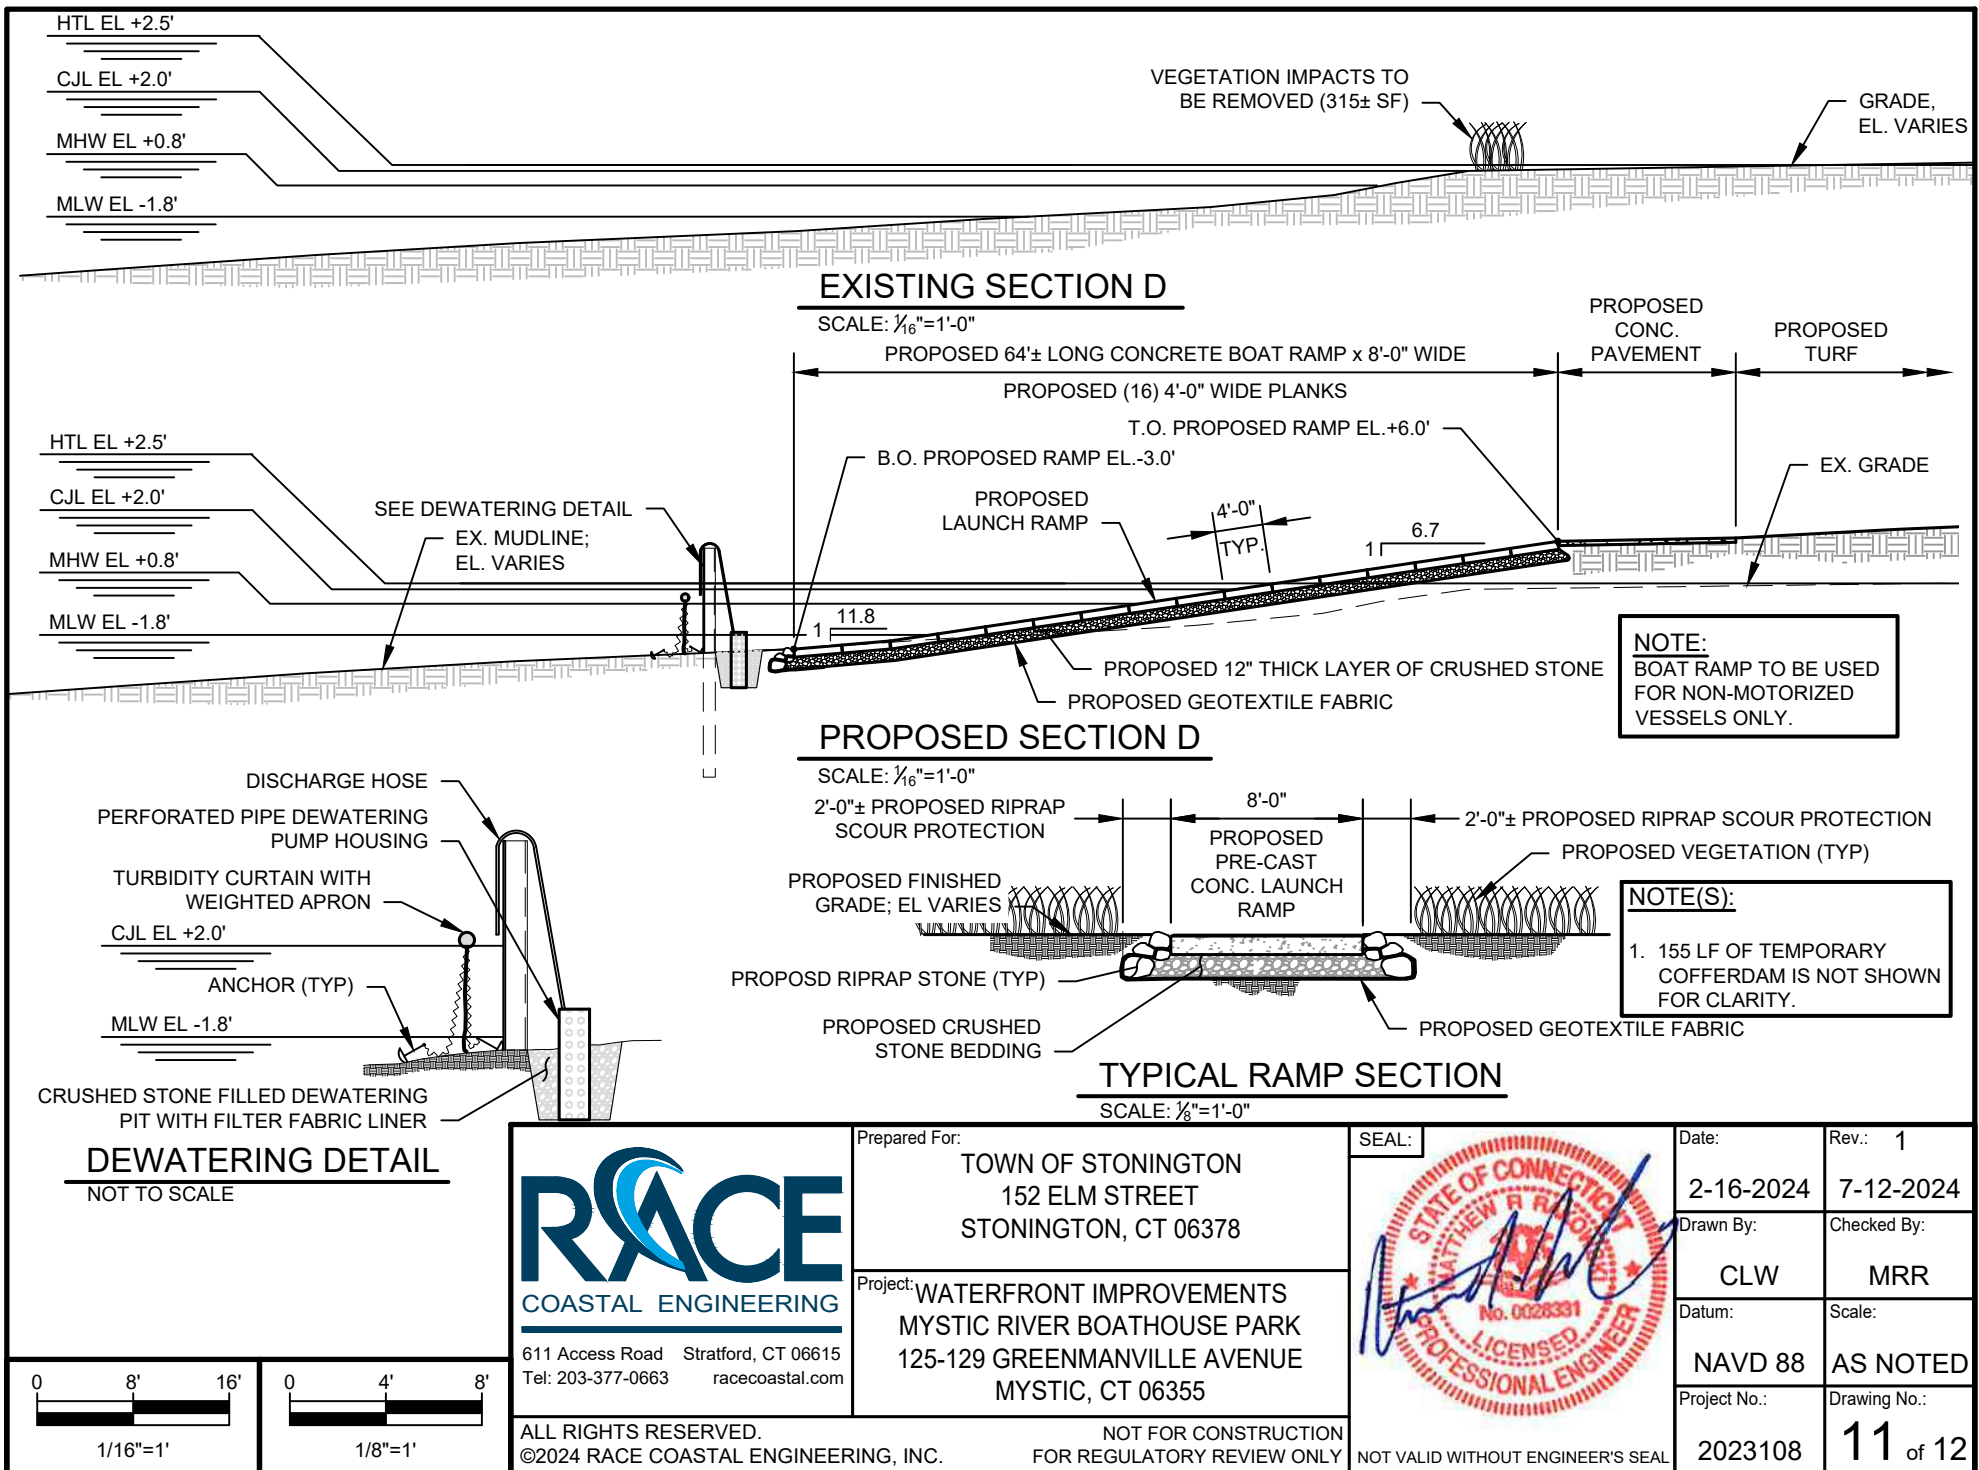 HTL EL +2.5'
CJL EL +2.0'
MHW EL +0.8'
MLW EL -1.8'
VEGETATION IMPACTS TO
BE REMOVED (315± SF)
GRADE,
EL. VARIES
EXISTING SECTION D
SCALE: 1/16"=1'-0"
PROPOSED 64'± LONG CONCRETE BOAT RAMP x 8'-0" WIDE
PROPOSED (16) 4'-0" WIDE PLANKS
PROPOSED
CONC.
PAVEMENT
PROPOSED
TURF
HTL EL +2.5'
CJL EL +2.0'
MHW EL +0.8'
MLW EL -1.8'
SEE DEWATERING DETAIL
EX. MUDLINE;
EL. VARIES
T.O. PROPOSED RAMP EL.+6.0'
B.O. PROPOSED RAMP EL.-3.0'
PROPOSED
LAUNCH RAMP
4'-0"
TYP.
6.7
1
11.8
1
EX. GRADE
PROPOSED 12" THICK LAYER OF CRUSHED STONE
PROPOSED GEOTEXTILE FABRIC
NOTE:
BOAT RAMP TO BE USED
FOR NON-MOTORIZED
VESSELS ONLY.
PROPOSED SECTION D
SCALE: 1/16"=1'-0"
DISCHARGE HOSE
PERFORATED PIPE DEWATERING
PUMP HOUSING
TURBIDITY CURTAIN WITH
WEIGHTED APRON
CJL EL +2.0'
ANCHOR (TYP)
MLW EL -1.8'
CRUSHED STONE FILLED DEWATERING
PIT WITH FILTER FABRIC LINER
DEWATERING DETAIL
NOT TO SCALE
2'-0"± PROPOSED RIPRAP
SCOUR PROTECTION
8'-0"
PROPOSED
PRE-CAST
CONC. LAUNCH
RAMP
2'-0"± PROPOSED RIPRAP SCOUR PROTECTION
PROPOSED VEGETATION (TYP)
PROPOSED FINISHED
GRADE; EL VARIES
PROPOSD RIPRAP STONE (TYP)
PROPOSED CRUSHED
STONE BEDDING
PROPOSED GEOTEXTILE FABRIC
NOTE(S):
1. 155 LF OF TEMPORARY
COFFERDAM IS NOT SHOWN
FOR CLARITY.
TYPICAL RAMP SECTION
SCALE: 1/8"=1'-0"
0 8' 16'
1/16"=1'
0 4' 8'
1/8"=1'
RACE
COASTAL ENGINEERING
611 Access Road Stratford, CT 06615
Tel: 203-377-0663 racecoastal.com
Prepared For:
TOWN OF STONINGTON
152 ELM STREET
STONINGTON, CT 06378
Project: WATERFRONT IMPROVEMENTS
MYSTIC RIVER BOATHOUSE PARK
125-129 GREENMANVILLE AVENUE
MYSTIC, CT 06355
ALL RIGHTS RESERVED.
©2024 RACE COASTAL ENGINEERING, INC.
NOT FOR CONSTRUCTION
FOR REGULATORY REVIEW ONLY
SEAL:
STATE OF CONNECTICUT
MATTHEW R RAKOWSKI
No. 0028331
LICENSED
PROFESSIONAL ENGINEER
NOT VALID WITHOUT ENGINEER'S SEAL
Date:
2-16-2024
Rev.: 1
7-12-2024
Drawn By:
CLW
Checked By:
MRR
Datum:
NAVD 88
Scale:
AS NOTED
Project No.:
2023108
Drawing No.:
11 of 12